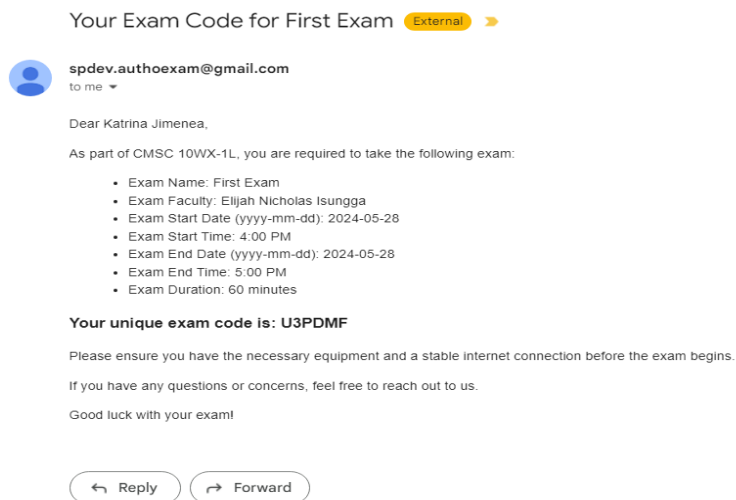 Your Exam Code for First Exam External
spdev.authoexam@gmail.com
to me
Dear Katrina Jimenea,
As part of CMSC 10WX-1L, you are required to take the following exam:
• Exam Name: First Exam
• Exam Faculty: Elijah Nicholas Isungga
• Exam Start Date (yyyy-mm-dd): 2024-05-28
• Exam Start Time: 4:00 PM
• Exam End Date (yyyy-mm-dd): 2024-05-28
• Exam End Time: 5:00 PM
• Exam Duration: 60 minutes
Your unique exam code is: U3PDMF
Please ensure you have the necessary equipment and a stable internet connection before the exam begins.
If you have any questions or concerns, feel free to reach out to us.
Good luck with your exam!
Reply Forward